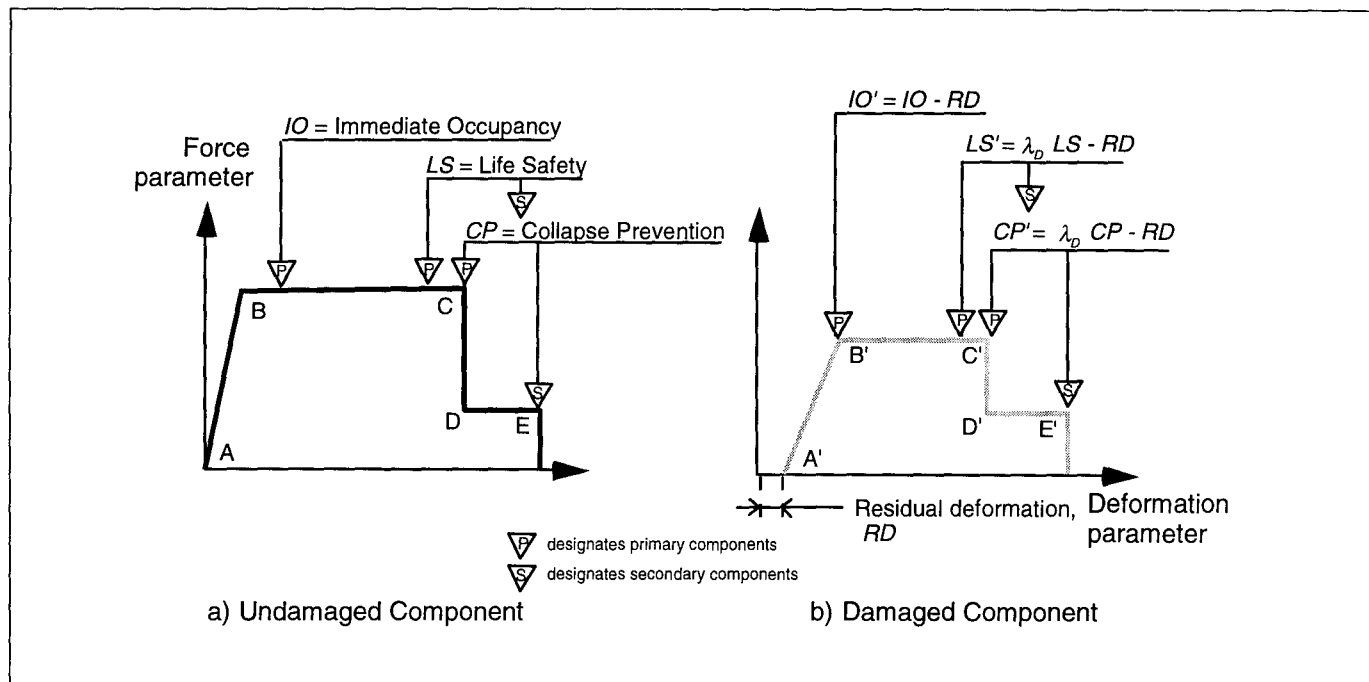 IO = Immediate Occupancy
Force
parameter
LS = Life Safety
S
CP = Collapse Prevention
P
P
P
B
C
S
D
E
A
IO' = IO - RD
LS' = λD LS - RD
S
CP' = λD CP - RD
P
P
P
B'
C'
S
D'
E'
A'
Residual deformation,
RD
Deformation
parameter
P designates primary components
S designates secondary components
a) Undamaged Component
b) Damaged Component